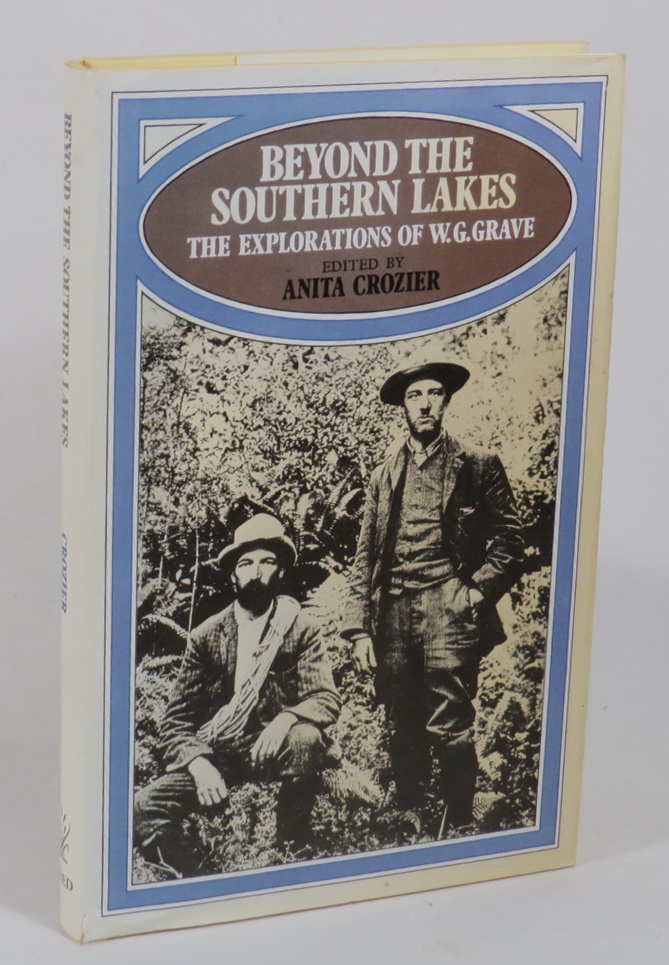 BEYOND THE
SOUTHERN LAKES
THE EXPLORATIONS OF W.G.GRAVE
EDITED BY
ANITA CROZIER
BEYOND THE SOUTHERN LAKES
CROZIER